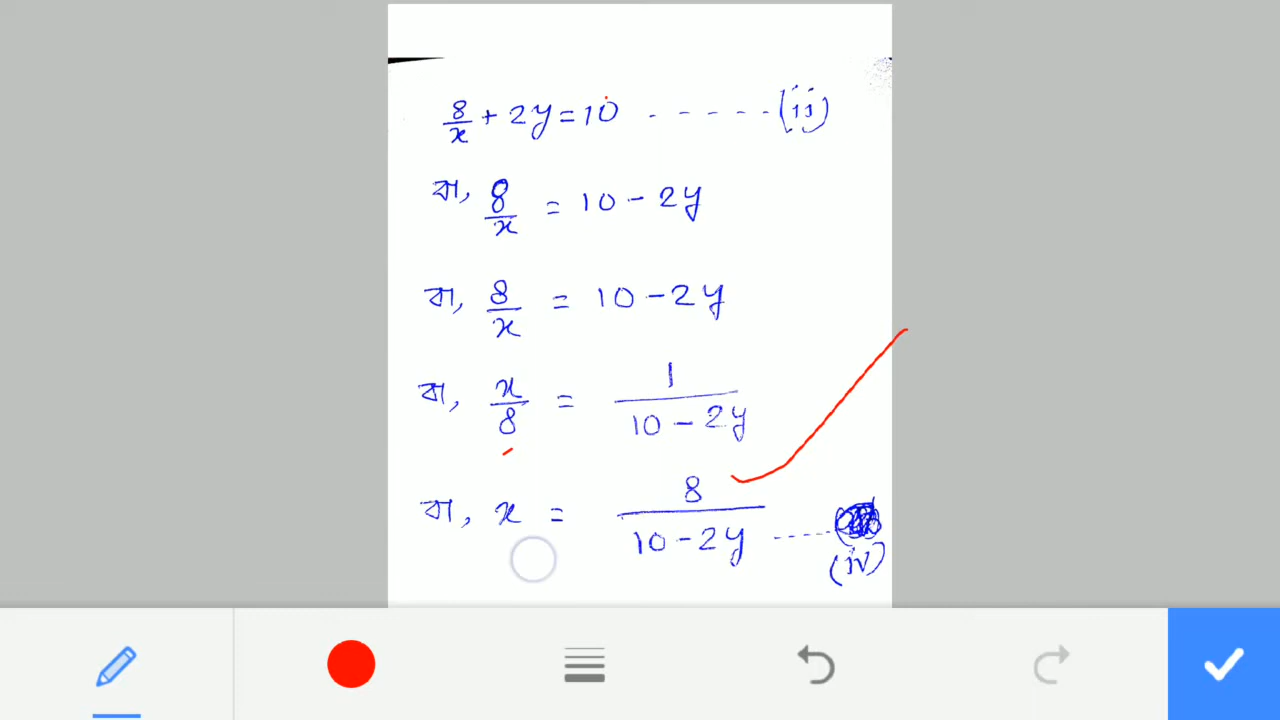 8/x + 2y = 10 ------(ii)
বা, 8/x = 10 - 2y
বা, 8/x = 10 - 2y
বা, x/8 = 1/(10 - 2y)
বা, x = 8/(10 - 2y) -----
(iv)